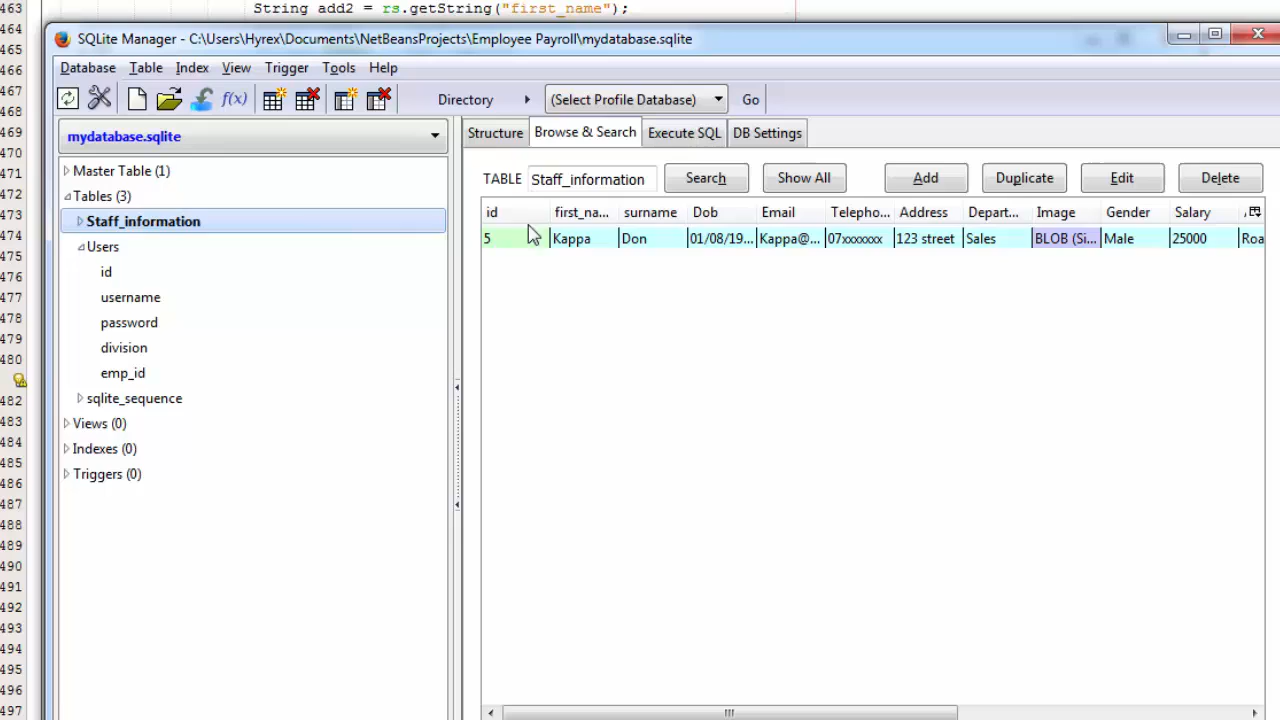 463
String add2 = rs.getString("first_name");
464
465
466
467
468
469
470
471
472
473
474
475
476
477
478
479
480
482
483
484
485
486
487
488
489
490
491
492
493
494
495
496
497
SQLite Manager - C:\Users\Hyrex\Documents\NetBeansProjects\Employee Payroll\mydatabase.sqlite
Database Table Index View Trigger Tools Help
f(x) Directory (Select Profile Database) Go
mydatabase.sqlite
Master Table (1)
Tables (3)
Staff_information
Users
id
username
password
division
emp_id
sqlite_sequence
Views (0)
Indexes (0)
Triggers (0)
Structure Browse & Search Execute SQL DB Settings
TABLE Staff_information Search Show All Add Duplicate Edit Delete
id first_na... surname Dob Email Telepho... Address Depart... Image Gender Salary
5 Kappa Don 01/08/19... Kappa@... 07xxxxxxx 123 street Sales BLOB (Si... Male 25000 Roa